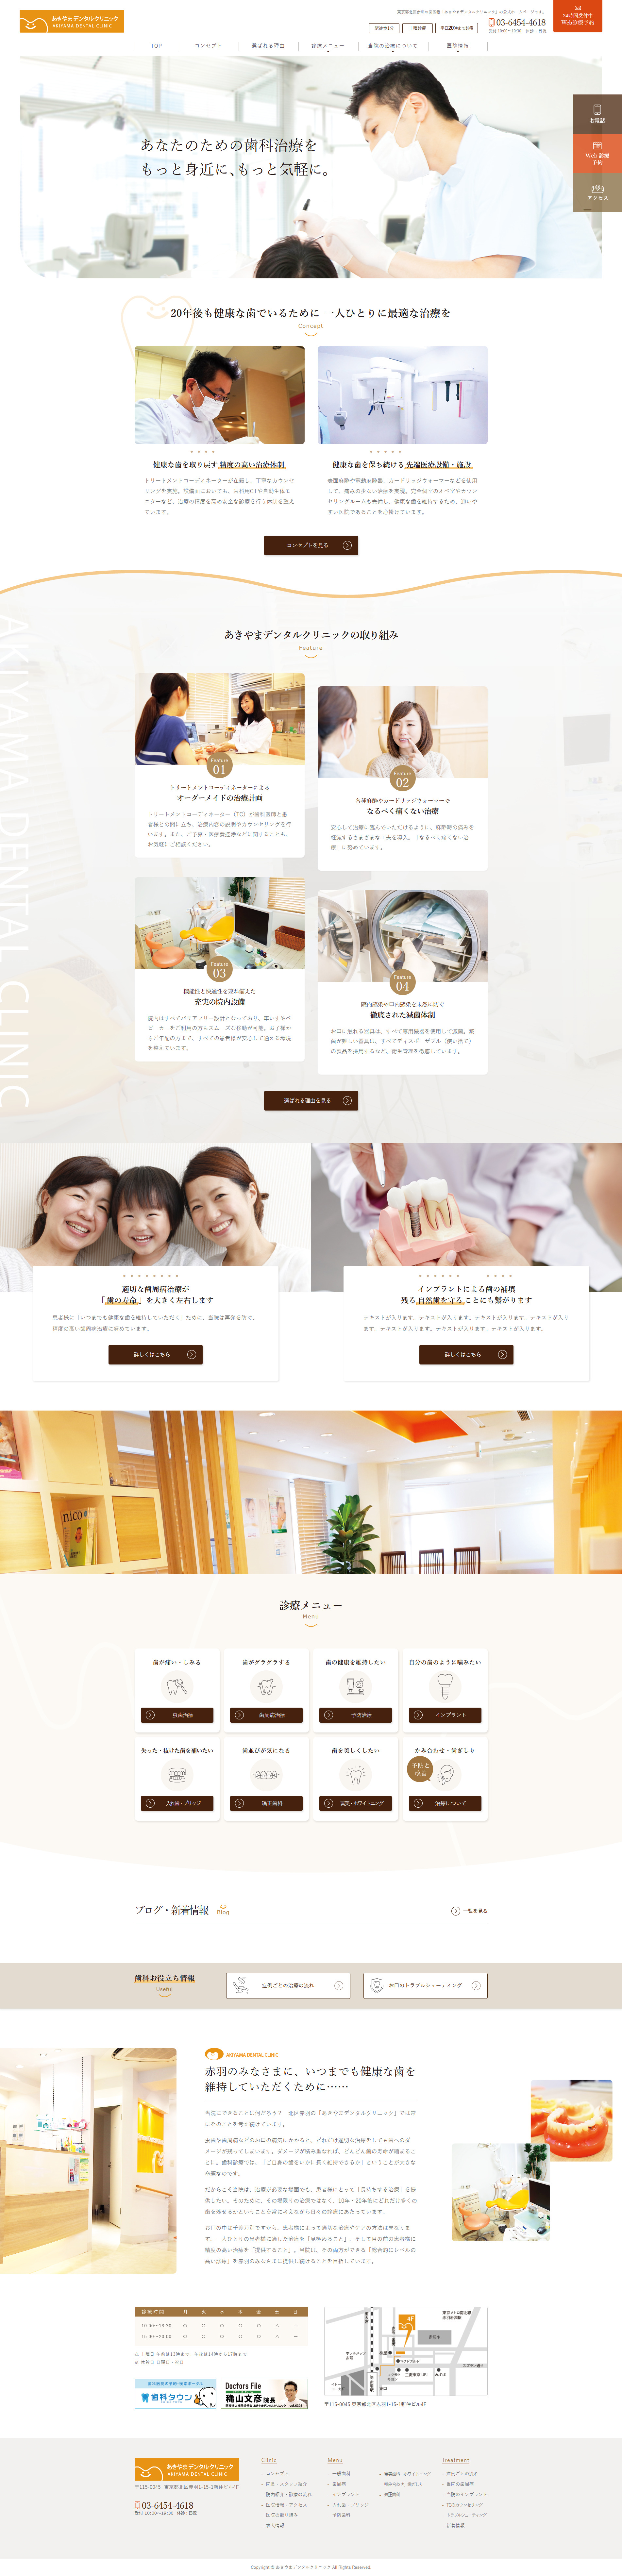 東京都北区赤羽の歯医者「あきやまデンタルクリニック」の公式ホームページです。
あきやまデンタルクリニック
AKIYAMA DENTAL CLINIC
駅徒歩1分
土曜診療
平日20時まで診療
03-6454-4618
24時間受付中
Web診療予約
TOP
コンセプト
選ばれる理由
診療メニュー
当院の治療について
医院情報
あなたのための歯科治療を
もっと身近に、もっと気軽に。
お電話
Web 診療
予約
アクセス
20年後も健康な歯でいるために 一人ひとりに最適な治療を
Concept
健康な歯を取り戻す 精度の高い治療体制
トリートメントコーディネーターが在籍し、丁寧なカウンセ
リングを実施。設備面においても、歯科用CTや自動生体モ
ニターなど、治療の精度を高め安全な診療を行う体制を整え
ています。
健康な歯を保ち続ける 先端医療設備・施設
表面麻酔や電動麻酔器、カードリッジウォーマーなどを使用
して、痛みの少ない治療を実現。完全個室のオペ室やカウン
セリングルームも完備し、健康な歯を維持するため、通いや
すい医院であることを心掛けています。
コンセプトを見る
AKIYAMA DENTAL CLINIC
あきやまデンタルクリニックの取り組み
Feature
Feature
01
トリートメントコーディネーターによる
オーダーメイドの治療計画
トリートメントコーディネーター（TC）が歯科医師と患
者様との間に立ち、治療内容の説明やカウンセリングを行
います。また、ご予算・医療費控除などに関することも、
お気軽にご相談ください。
Feature
02
各種麻酔やカードリッジウォーマーで
なるべく痛くない治療
安心して治療に臨んでいただけるように、麻酔時の痛みを
軽減するさまざまな工夫を導入。「なるべく痛くない治
療」に努めています。
Feature
03
機能性と快適性を兼ね備えた
充実の院内設備
院内はすべてバリアフリー設計となっており、車いすやベ
ビーカーをご利用の方もスムーズな移動が可能。お子様か
らご年配の方まで、すべての患者様が安心して通える環境
を整えています。
Feature
04
院内感染や口内感染を未然に防ぐ
徹底された滅菌体制
お口に触れる器具は、すべて専用機器を使用して滅菌。滅
菌が難しい器具は、すべてディスポーザブル（使い捨て）
の製品を採用するなど、衛生管理を徹底しています。
選ばれる理由を見る
適切な歯周病治療が
「歯の寿命」を大きく左右します
患者様に『いつまでも健康な歯を維持していただく』ために、当院は再発を防ぐ、
精度の高い歯周病治療に努めています。
詳しくはこちら
インプラントによる歯の補填
残る自然歯を守ることにも繋がります
テキストが入ります。テキストが入ります。テキストが入ります。テキストが入り
ます。テキストが入ります。テキストが入ります。テキストが入ります。
詳しくはこちら
nico
診療メニュー
Menu
歯が痛い・しみる
虫歯治療
歯がグラグラする
歯周病治療
歯の健康を維持したい
予防治療
自分の歯のように噛みたい
インプラント
失った・抜けた歯を補いたい
入れ歯・ブリッジ
歯並びが気になる
矯正歯科
歯を美しくしたい
審美・ホワイトニング
かみ合わせ・歯ぎしり
予防と
改善
治療について
ブログ・新着情報
Blog
一覧を見る
歯科お役立ち情報
Useful
症例ごとの治療の流れ
お口のトラブルシューティング
AKIYAMA DENTAL CLINIC
赤羽のみなさまに、いつまでも健康な歯を
維持していただくために……
当院にできることは何だろう？　北区赤羽の「あきやまデンタルクリニック」では常
にそのことを考え続けています。
虫歯や歯周病などのお口の病気にかかると、どれだけ適切な治療をしても歯へのダ
メージが残ってしまいます。ダメージが積み重なれば、どんどん歯の寿命が縮まるこ
とに。歯科診療では、「ご自身の歯をいかに長く維持できるか」ということが大きな
命題なのです。
だからこそ当院は、治療が必要な場面でも、患者様にとって「長持ちする治療」を提
供したい。そのために、その場限りの治療ではなく、10年・20年後にどれだけ多くの
歯を残せるかということを常に考えながら日々の診療にあたっています。
お口の中は千差万別ですから、患者様によって適切な治療やケアの方法は異なりま
す。一人ひとりの患者様に適した治療を「見極めること」、そして目の前の患者様に
精度の高い治療を「提供すること」。当院は、その両方ができる「総合的にレベルの
高い診療」を赤羽のみなさまに提供し続けることを目指しています。
診療時間 月 火 水 木 金 土 日
10:00〜13:30 ○ ○ ○ ○ ○ △ −
15:00〜20:00 ○ ○ ○ ○ ○ △ −
△ 土曜日 午前は13時まで。午後は14時から17時まで
※ 休診日 日曜日・祝日
歯科タウン
Doctors File
穐山文彦 院長
4F
赤羽駅
東口
みずほ
〒115-0045 東京都北区赤羽1-15-1新仲ビル4F
あきやまデンタルクリニック
AKIYAMA DENTAL CLINIC
〒115-0045 東京都北区赤羽1-15-1新仲ビル4F
03-6454-4618
受付 10:00〜19:30 休診：日祝
Clinic
コンセプト
院長・スタッフ紹介
院内紹介・診療の流れ
医院情報・アクセス
医院の取り組み
求人情報
Menu
一般歯科
歯周病
インプラント
入れ歯・ブリッジ
予防歯科
審美歯科・ホワイトニング
噛み合わせ、歯ぎしり
矯正歯科
Treatment
症例ごとの流れ
当院の歯周病
当院のインプラント
TCのカウンセリング
トラブルシューティング
新着情報
Copyright © あきやまデンタルクリニック All Rights Reserved.